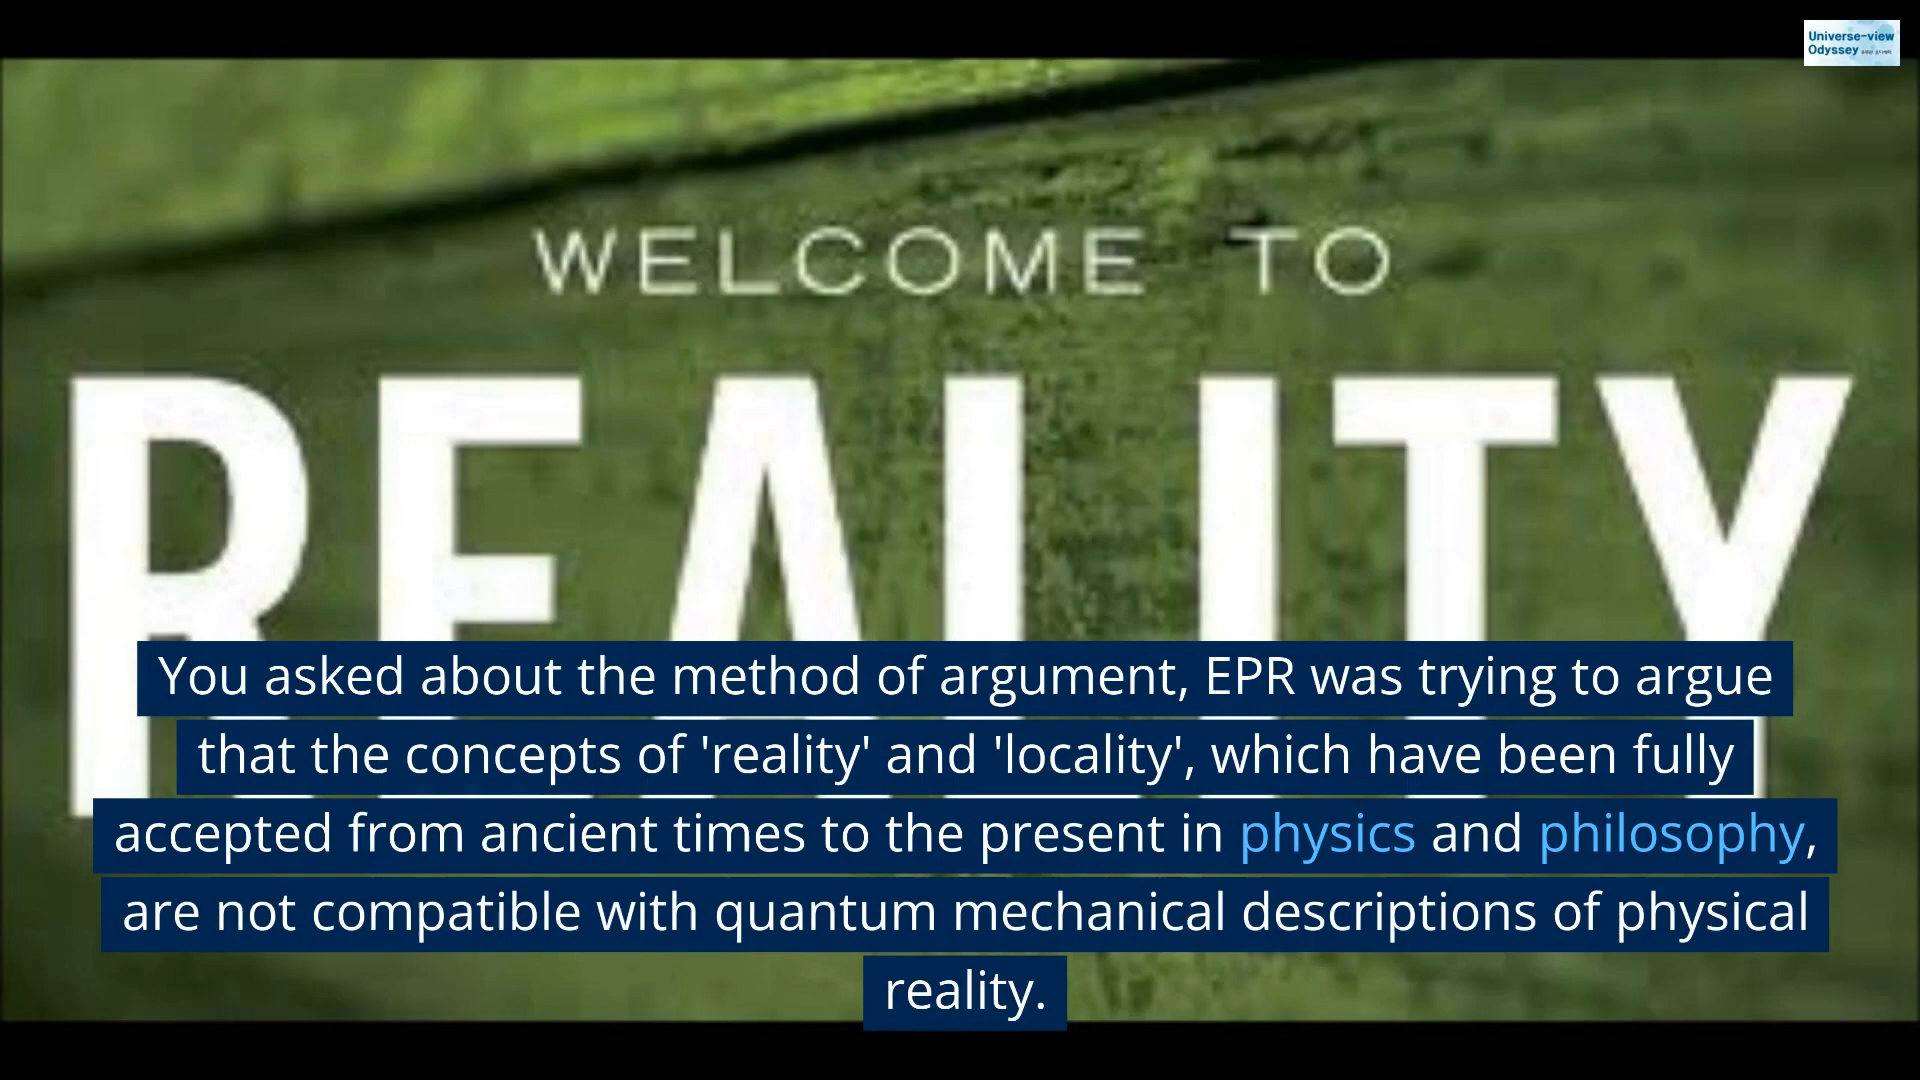 Universe-view
Odyssey
WELCOME TO
REALITY
You asked about the method of argument, EPR was trying to argue
that the concepts of 'reality' and 'locality', which have been fully
accepted from ancient times to the present in physics and philosophy,
are not compatible with quantum mechanical descriptions of physical
reality.